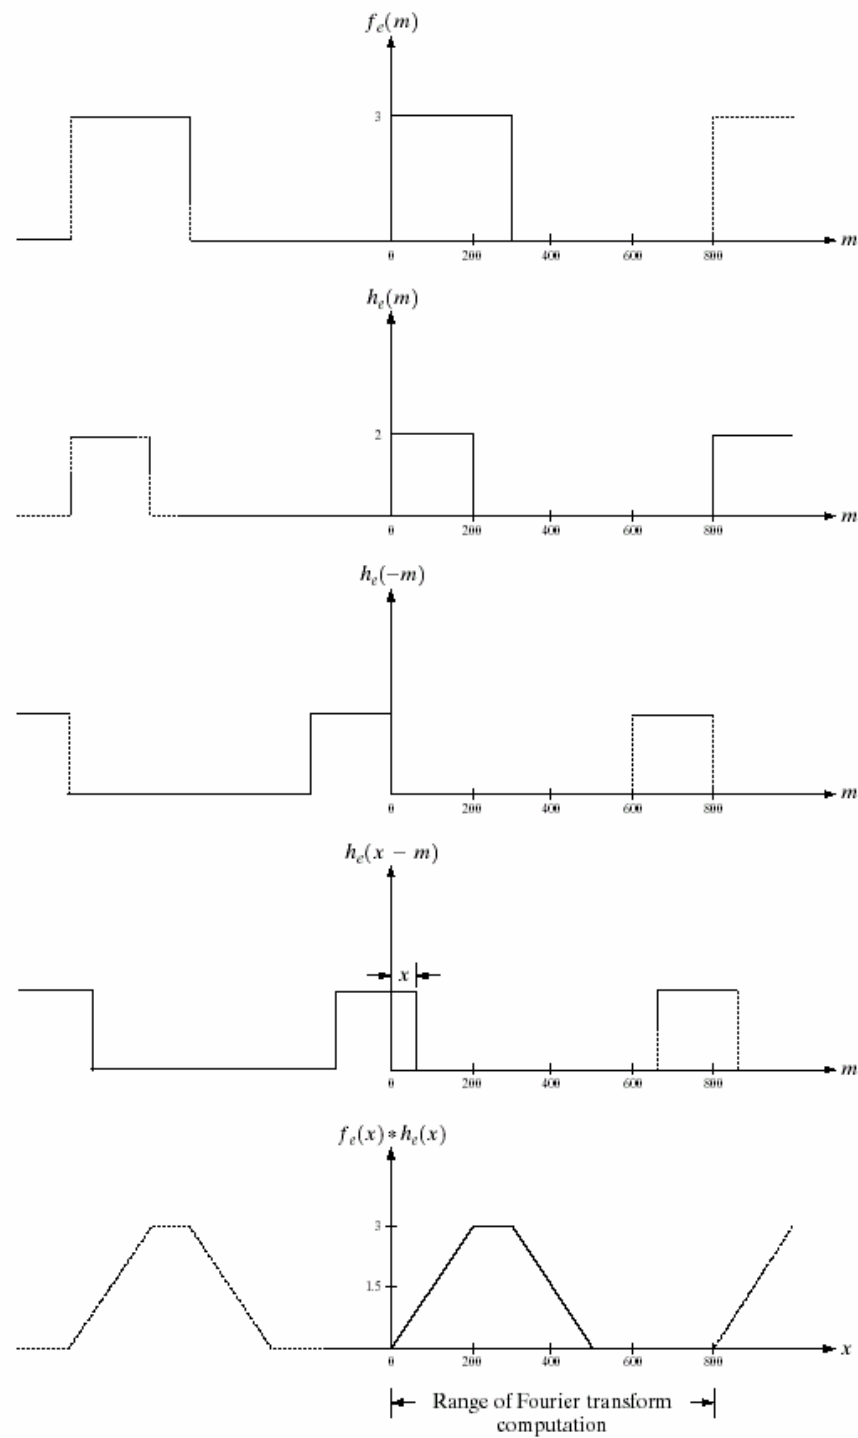 f_e(m)
3
m
0 200 400 600 800
h_e(m)
2
m
0 200 400 600 800
h_e(−m)
m
0 200 400 600 800
h_e(x − m)
x
m
0 200 400 600 800
f_e(x) * h_e(x)
3
1.5
x
0 200 400 600 800
Range of Fourier transform
computation